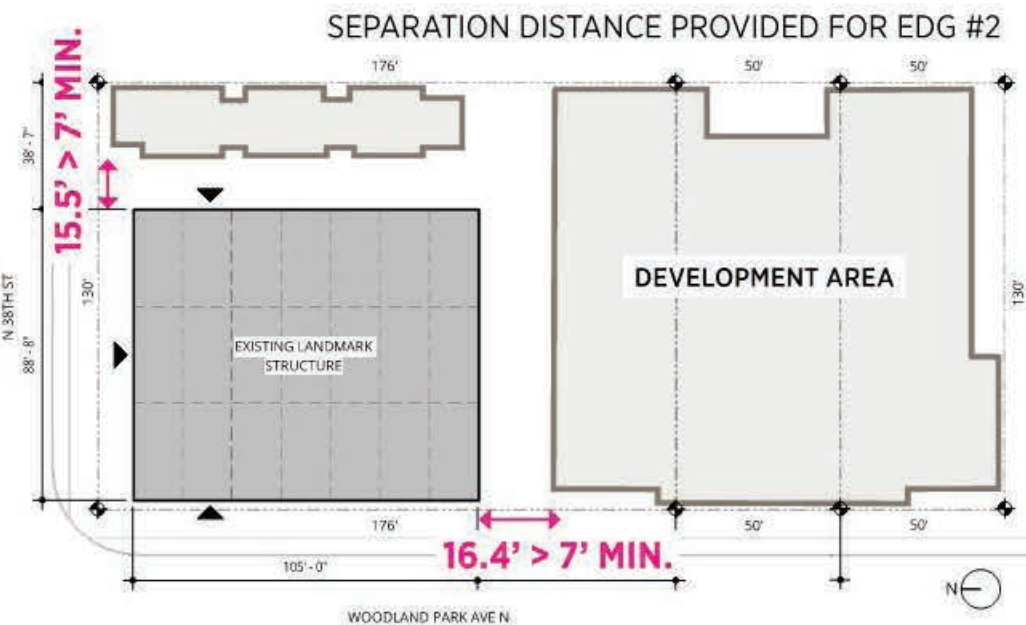 SEPARATION DISTANCE PROVIDED FOR EDG #2
176'
50'
50'
15.5' > 7' MIN.
38' - 7"
N 38TH ST
130'
88' - 8"
EXISTING LANDMARK
STRUCTURE
DEVELOPMENT AREA
130'
176'
50'
50'
16.4' > 7' MIN.
105' - 0"
WOODLAND PARK AVE N
N